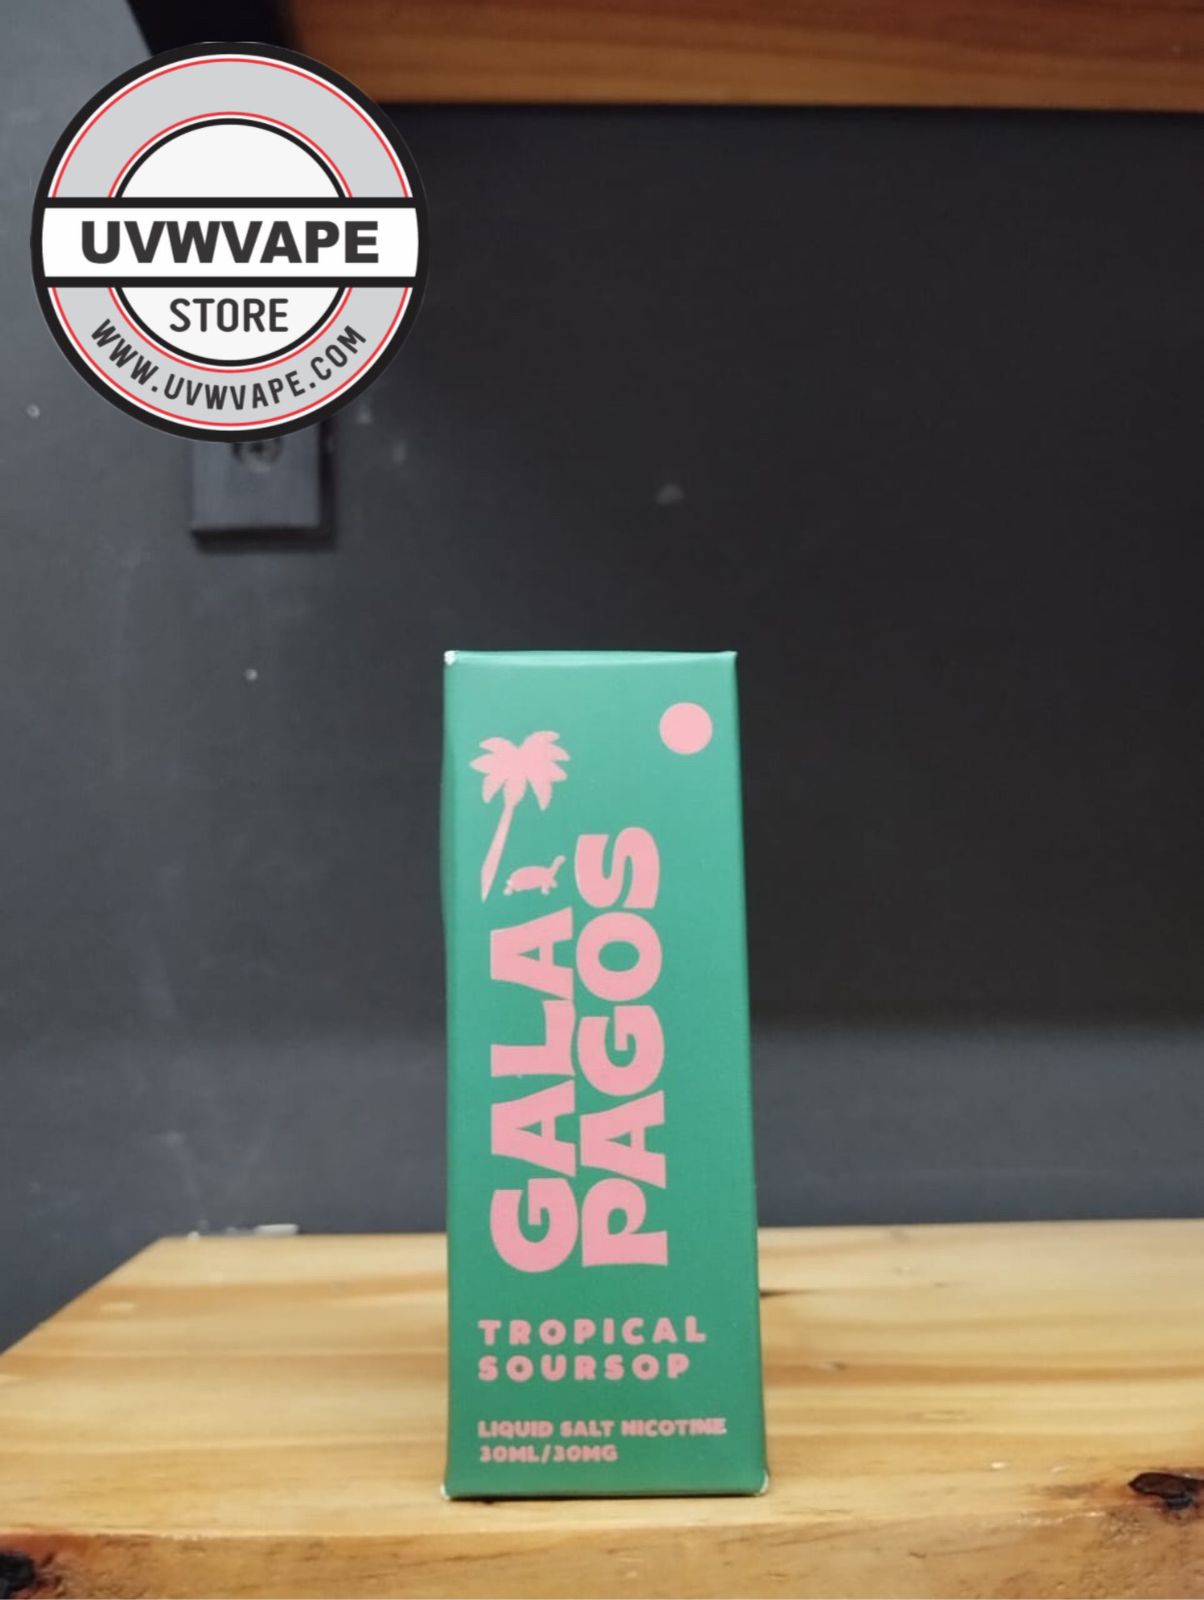 UVWVAPE
STORE
WWW.UVWVAPE.COM
GALA
PAGOS
TROPICAL
SOURSOP
LIQUID SALT NICOTINE
30ML/30MG